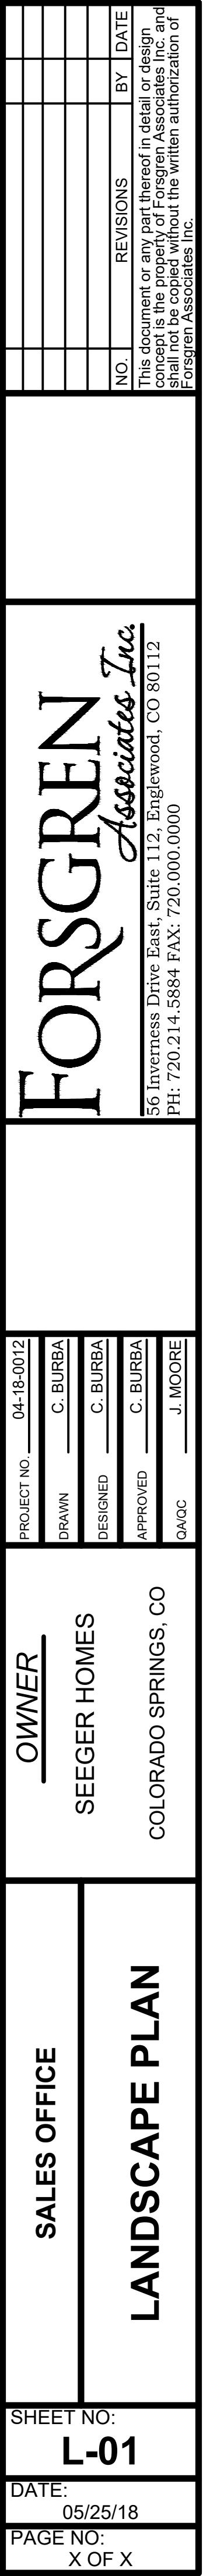 NO. REVISIONS BY DATE
This document or any part thereof in detail or design
concept is the property of Forsgren Associates Inc. and
shall not be copied without the written authorization of
Forsgren Associates Inc.
FORSGREN
Associates Inc.
56 Inverness Drive East, Suite 112, Englewood, CO 80112
PH: 720.214.5884 FAX: 720.000.0000
PROJECT NO. 04-18-0012
DRAWN C. BURBA
DESIGNED C. BURBA
APPROVED C. BURBA
QA/QC J. MOORE
OWNER
SEEGER HOMES
COLORADO SPRINGS, CO
SALES OFFICE
LANDSCAPE PLAN
SHEET NO:
L-01
DATE:
05/25/18
PAGE NO:
X OF X